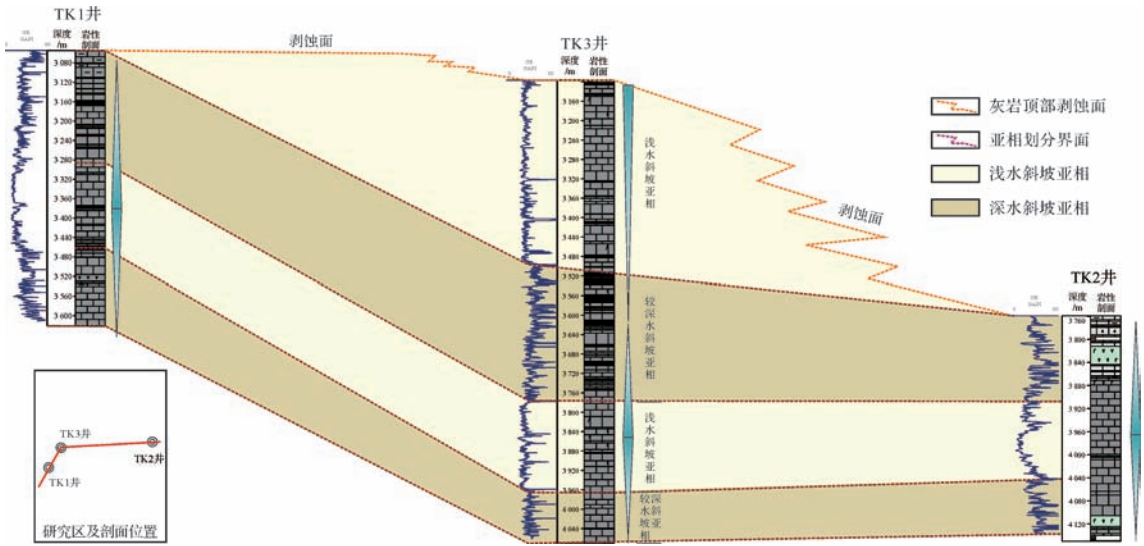 TK1井
深度
/m
岩性
剖面
3 080
3 120
3 160
3 200
3 240
3 280
3 320
3 360
3 400
3 440
3 480
3 520
3 560
3 600
剥蚀面
TK3井
深度
/m
岩性
剖面
3 160
3 200
3 240
3 280
3 320
3 360
3 400
3 440
3 480
3 520
3 560
3 600
3 640
3 680
3 720
3 760
3 800
3 840
3 880
3 920
3 960
4 000
4 040
浅水斜坡亚相
较深水斜坡亚相
浅水斜坡亚相
较深
水斜
坡亚
相
剥蚀面
TK2井
深度
/m
岩性
剖面
3 760
3 800
3 840
3 880
3 920
3 960
4 000
4 040
4 080
4 120
灰岩顶部剥蚀面
亚相划分界面
浅水斜坡亚相
深水斜坡亚相
TK3井
TK2井
TK1井
研究区及剖面位置